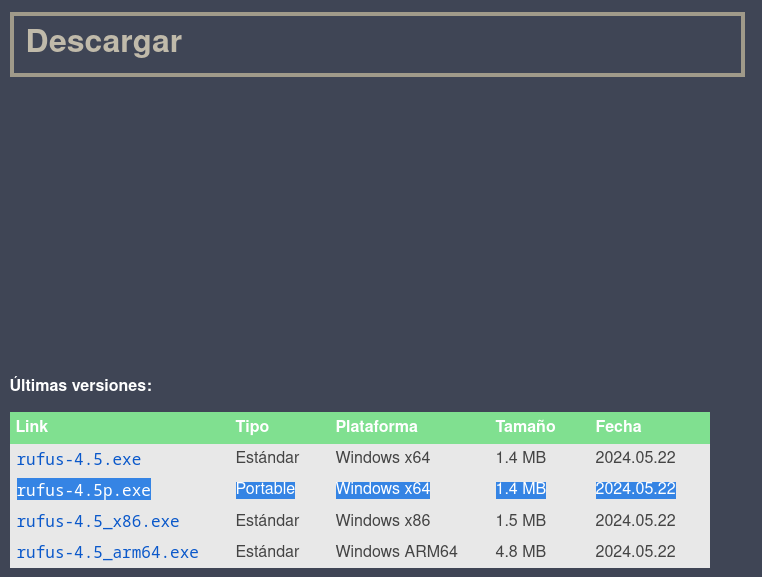 Descargar
Últimas versiones:
Link Tipo Plataforma Tamaño Fecha
rufus-4.5.exe Estándar Windows x64 1.4 MB 2024.05.22
rufus-4.5p.exe Portable Windows x64 1.4 MB 2024.05.22
rufus-4.5_x86.exe Estándar Windows x86 1.5 MB 2024.05.22
rufus-4.5_arm64.exe Estándar Windows ARM64 4.8 MB 2024.05.22